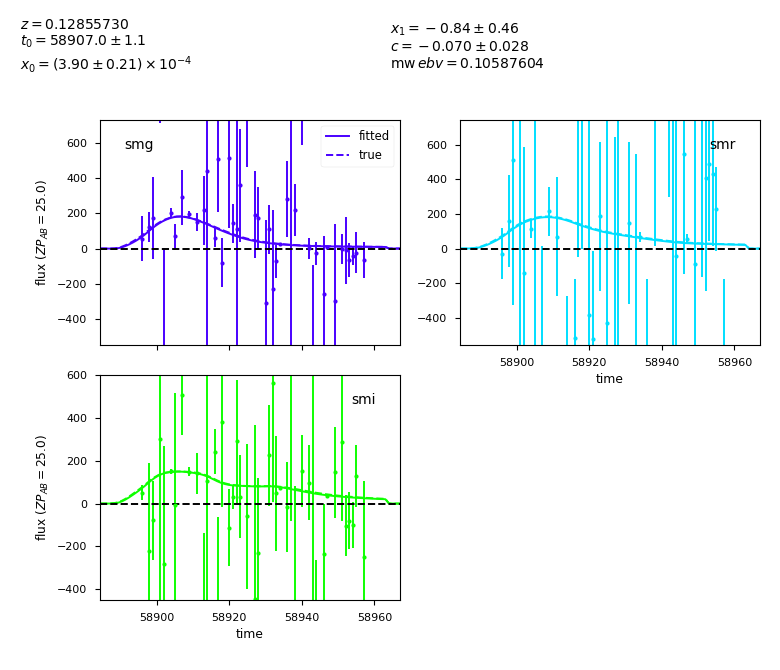 z = 0.12855730
t₀ = 58907.0 ± 1.1
x₀ = (3.90 ± 0.21) × 10⁻⁴
x₁ = −0.84 ± 0.46
c = −0.070 ± 0.028
mw ebv = 0.10587604
smg
fitted
true
600
400
200
0
−200
−400
flux (ZP_AB = 25.0)
smr
600
400
200
0
−200
−400
58900 58920 58940 58960
time
smi
600
400
200
0
−200
−400
flux (ZP_AB = 25.0)
58900 58920 58940 58960
time